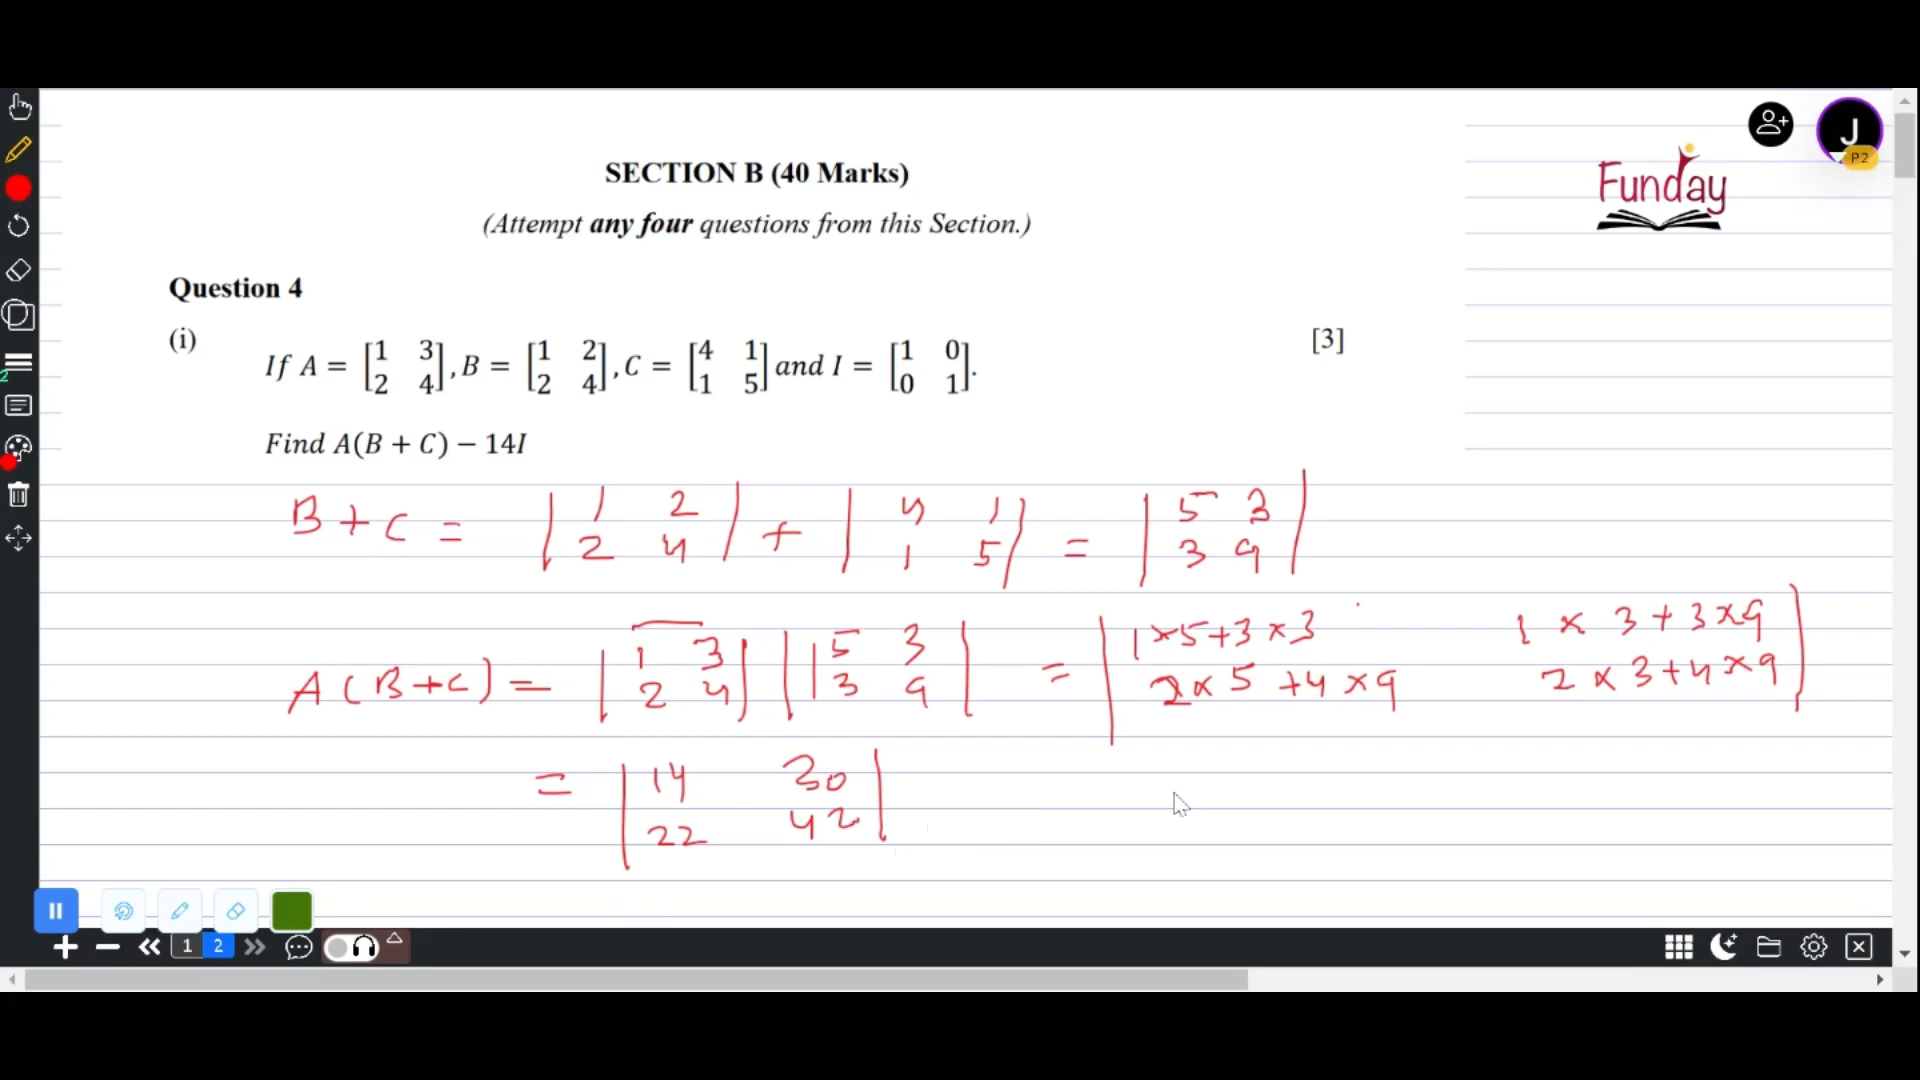 SECTION B (40 Marks)
(Attempt any four questions from this Section.)
J
P2
Funday
Question 4
(i) If A = [1 3 2 4], B = [1 2 2 4], C = [4 1 1 5] and I = [1 0 0 1]. [3]
Find A(B + C) − 14I
B + C = | 1 2 | + | 4 1 | = | 5 3 |
2 4 1 5 3 9
A (B+C) = | 1 3 | | 5 3 | = | 1×5+3×3 1 × 3 + 3×9 |
2 4 3 9 2×5 +4×9 2×3+4×9
= | 14 30 |
22 42
2
1 2